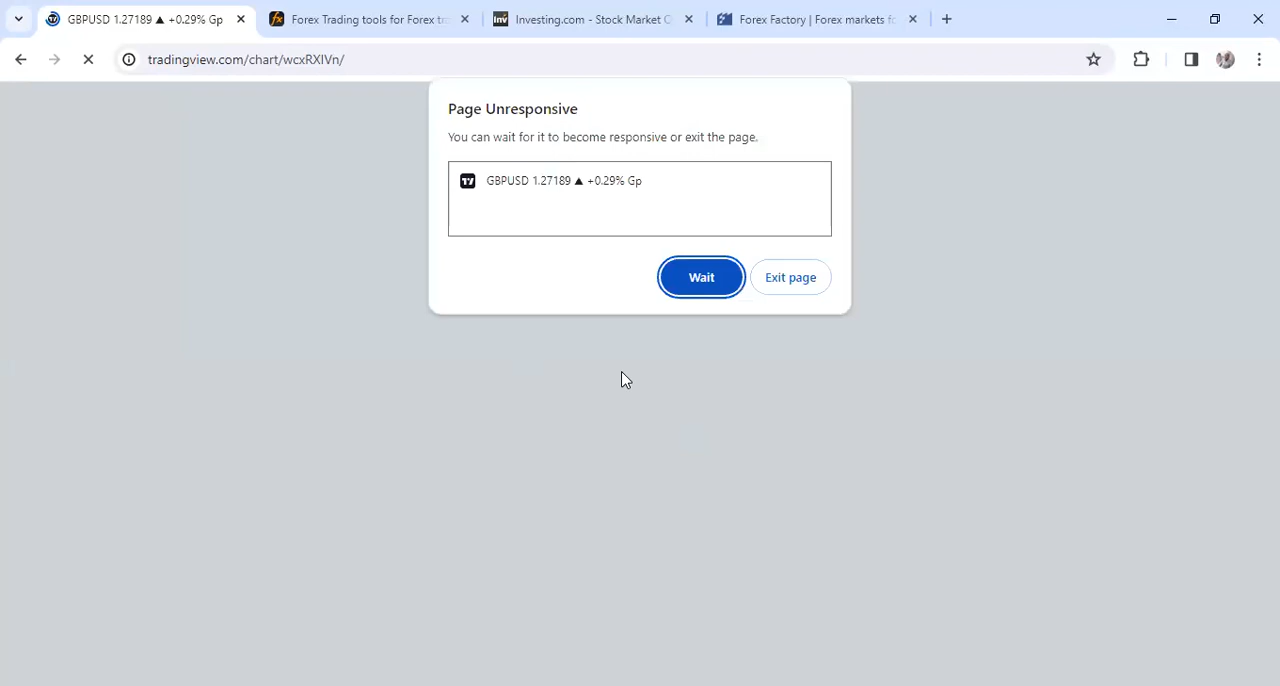 GBPUSD 1.27189 ▲ +0.29% Gp
Forex Trading tools for Forex tr
Investing.com - Stock Market Q
Forex Factory | Forex markets fo
tradingview.com/chart/wcxRXIVn/
Page Unresponsive
You can wait for it to become responsive or exit the page.
GBPUSD 1.27189 ▲ +0.29% Gp
Wait
Exit page